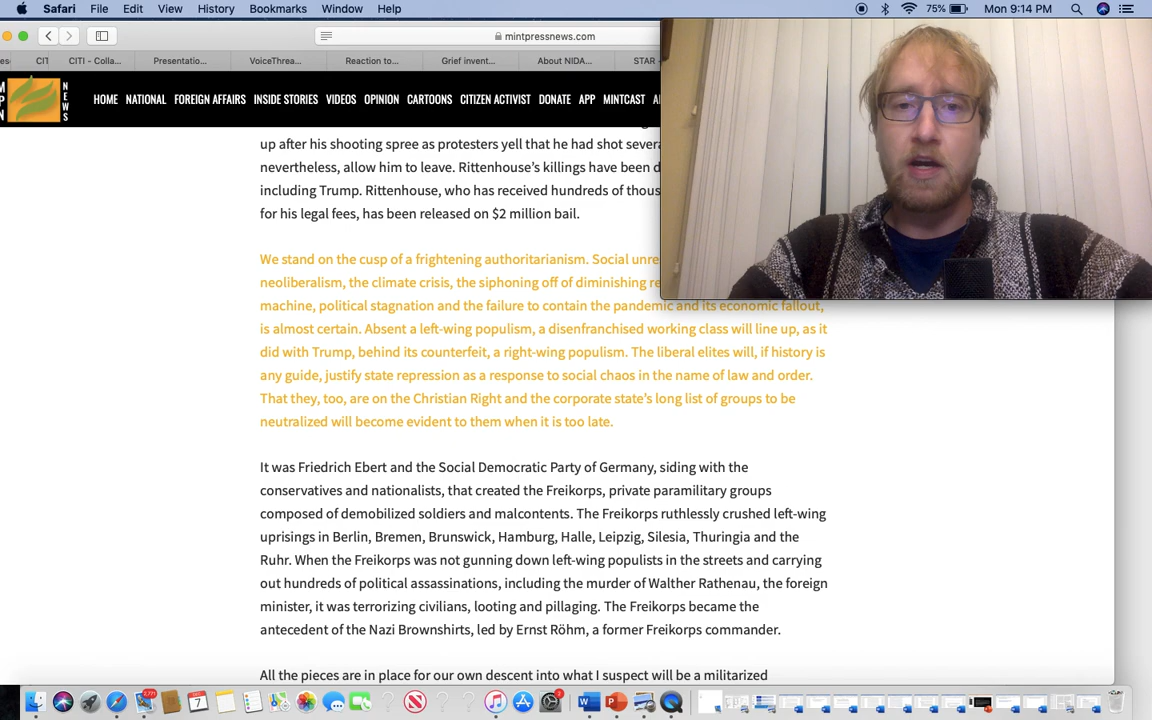 Safari File Edit View History Bookmarks Window Help 75% Mon 9:14 PM
mintpressnews.com
CIT CITI - Colla... Presentatio... VoiceThrea... Reaction to... Grief invent... About NIDA... STAR
M P N NEWS HOME NATIONAL FOREIGN AFFAIRS INSIDE STORIES VIDEOS OPINION CARTOONS CITIZEN ACTIVIST DONATE APP MINTCAST
up after his shooting spree as protesters yell that he had shot severa
nevertheless, allow him to leave. Rittenhouse's killings have been d
including Trump. Rittenhouse, who has received hundreds of thou
for his legal fees, has been released on $2 million bail.
We stand on the cusp of a frightening authoritarianism. Social unre
neoliberalism, the climate crisis, the siphoning off of diminishing re
machine, political stagnation and the failure to contain the pandemic and its economic fallout,
is almost certain. Absent a left-wing populism, a disenfranchised working class will line up, as it
did with Trump, behind its counterfeit, a right-wing populism. The liberal elites will, if history is
any guide, justify state repression as a response to social chaos in the name of law and order.
That they, too, are on the Christian Right and the corporate state's long list of groups to be
neutralized will become evident to them when it is too late.
It was Friedrich Ebert and the Social Democratic Party of Germany, siding with the
conservatives and nationalists, that created the Freikorps, private paramilitary groups
composed of demobilized soldiers and malcontents. The Freikorps ruthlessly crushed left-wing
uprisings in Berlin, Bremen, Brunswick, Hamburg, Halle, Leipzig, Silesia, Thuringia and the
Ruhr. When the Freikorps was not gunning down left-wing populists in the streets and carrying
out hundreds of political assassinations, including the murder of Walther Rathenau, the foreign
minister, it was terrorizing civilians, looting and pillaging. The Freikorps became the
antecedent of the Nazi Brownshirts, led by Ernst Röhm, a former Freikorps commander.
All the pieces are in place for our own descent into what I suspect will be a militarized